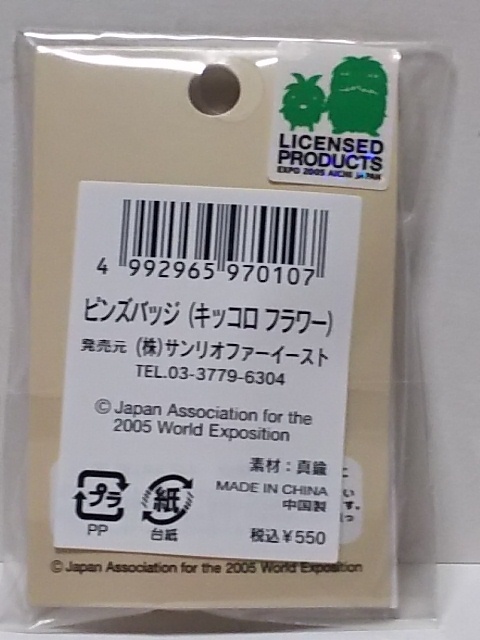 LICENSED
PRODUCTS
EXPO 2005 AICHI JAPAN
4 992965 970107
ピンズバッジ (キッコロ フラワー)
発売元 (株)サンリオファーイースト
TEL.03-3779-6304
© Japan Association for the
2005 World Exposition
素材:真鍮
MADE IN CHINA
中国製
プラ
PP
紙
台紙
税込¥550
© Japan Association for the 2005 World Exposition